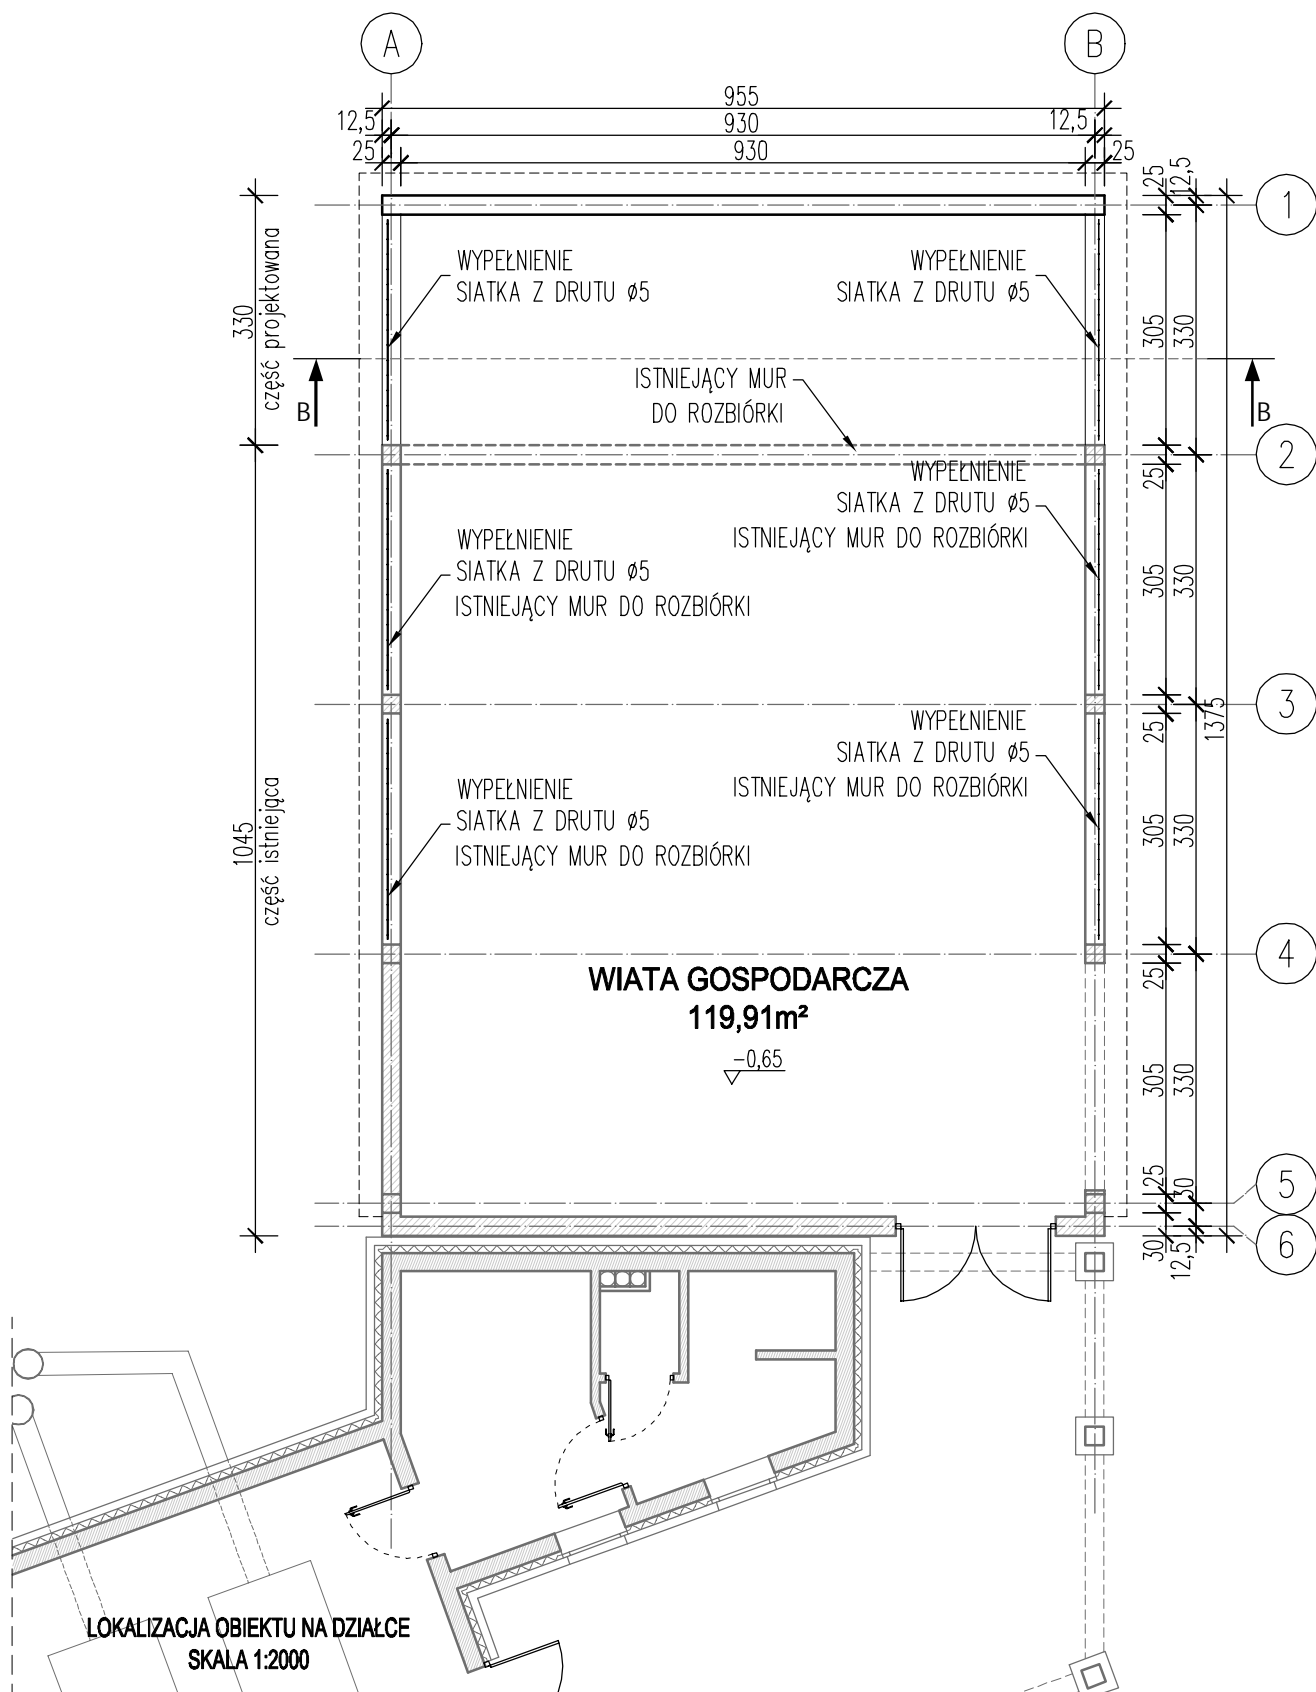 A
B
955
12,5
930
12,5
25
930
25
25
12,5
1
330
część projektowana
WYPEŁNIENIE
SIATKA Z DRUTU ø5
WYPEŁNIENIE
SIATKA Z DRUTU ø5
305
330
B
ISTNIEJĄCY MUR
DO ROZBIÓRKI
B
2
25
WYPEŁNIENIE
SIATKA Z DRUTU ø5
ISTNIEJĄCY MUR DO ROZBIÓRKI
WYPEŁNIENIE
SIATKA Z DRUTU ø5
ISTNIEJĄCY MUR DO ROZBIÓRKI
305
330
3
1375
25
WYPEŁNIENIE
SIATKA Z DRUTU ø5
ISTNIEJĄCY MUR DO ROZBIÓRKI
WYPEŁNIENIE
SIATKA Z DRUTU ø5
ISTNIEJĄCY MUR DO ROZBIÓRKI
1045
część istniejąca
305
330
4
25
WIATA GOSPODARCZA
119,91m²
-0,65
305
330
25
30
5
6
30
12,5
LOKALIZACJA OBIEKTU NA DZIAŁCE
SKALA 1:2000